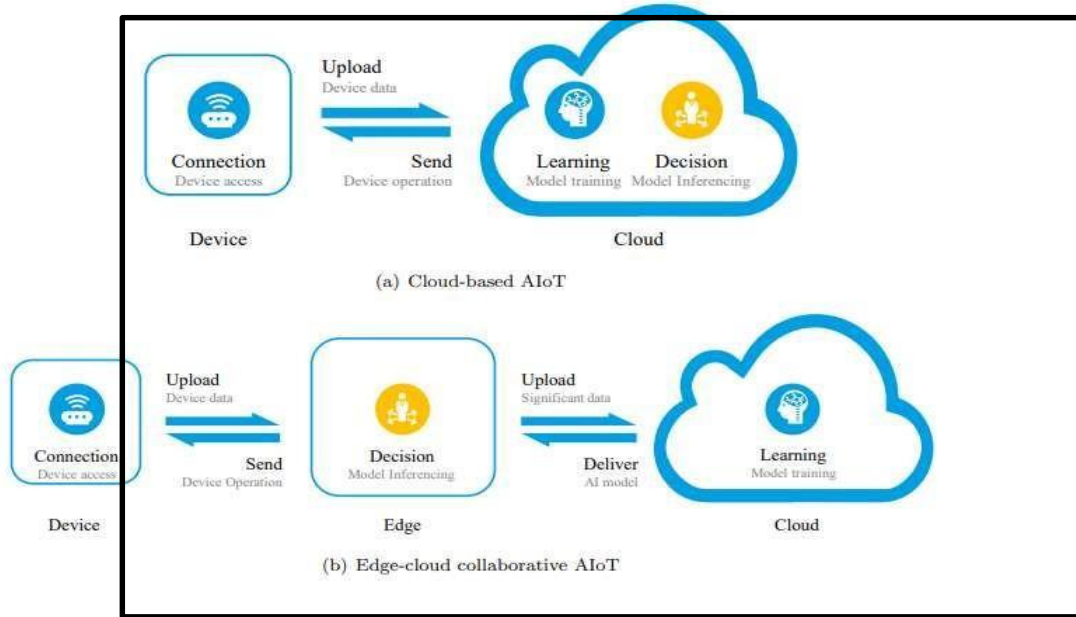 Upload
Device data
Connection
Device access
Send
Device operation
Learning
Model training
Decision
Model Inferencing
Device
Cloud
(a) Cloud-based AIoT
Upload
Device data
Connection
Device access
Send
Device Operation
Decision
Model Inferencing
Upload
Significant data
Deliver
AI model
Learning
Model training
Device
Edge
Cloud
(b) Edge-cloud collaborative AIoT